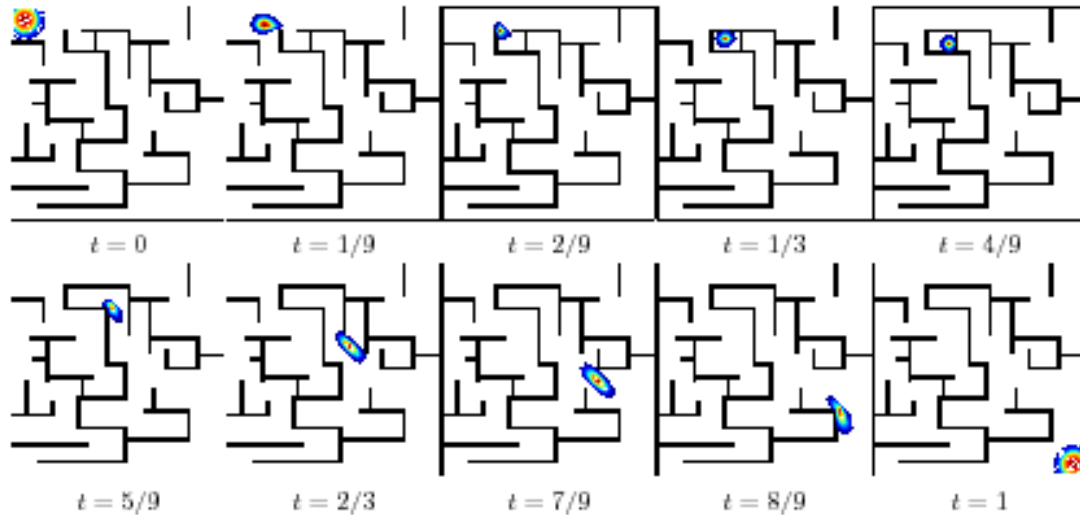 t = 0
t = 1/9
t = 2/9
t = 1/3
t = 4/9
t = 5/9
t = 2/3
t = 7/9
t = 8/9
t = 1